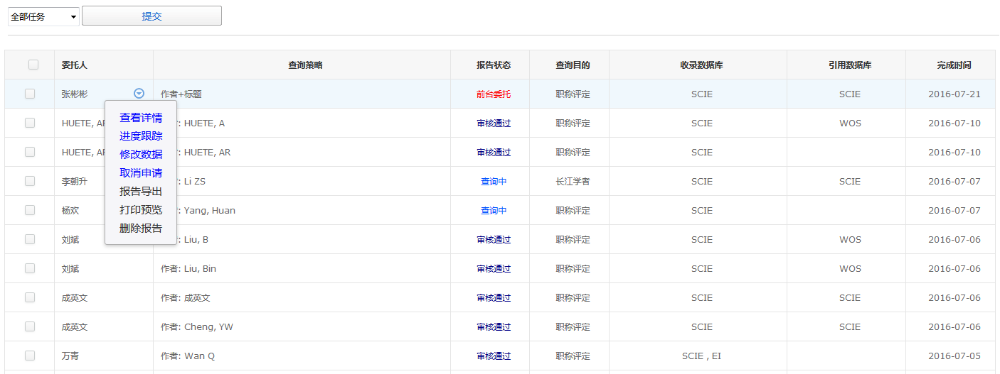 全部任务 提交
委托人 查询策略 报告状态 查询目的 收录数据库 引用数据库 完成时间
张彬彬 作者+标题 前台委托 职称评定 SCIE SCIE 2016-07-21
HUETE, : HUETE, A 审核通过 职称评定 SCIE WOS 2016-07-10
HUETE, : HUETE, AR 审核通过 职称评定 SCIE 2016-07-10
李朝升 : Li ZS 查询中 长江学者 SCIE SCIE 2016-07-07
杨欢 : Yang, Huan 查询中 职称评定 SCIE 2016-07-07
刘斌 : Liu, B 审核通过 职称评定 SCIE WOS 2016-07-06
刘斌 作者: Liu, Bin 审核通过 职称评定 SCIE WOS 2016-07-06
成英文 作者: 成英文 审核通过 职称评定 SCIE SCIE 2016-07-06
成英文 作者: Cheng, YW 审核通过 职称评定 SCIE SCIE 2016-07-06
万青 作者: Wan Q 审核通过 职称评定 SCIE , EI 2016-07-05
查看详情
进度跟踪
修改数据
取消申请
报告导出
打印预览
删除报告